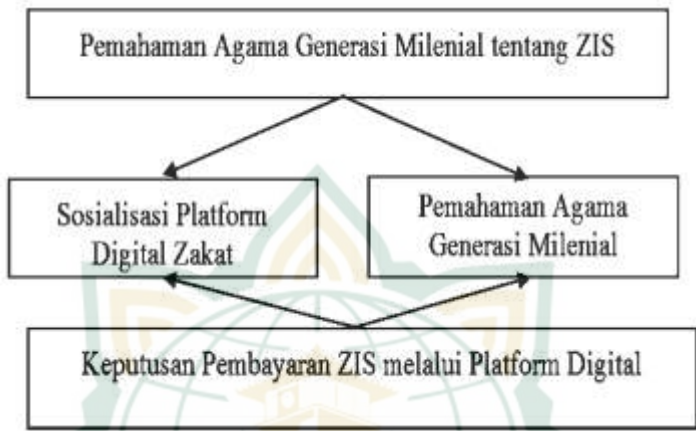 Pemahaman Agama Generasi Milenial tentang ZIS
Sosialisasi Platform
Digital Zakat
Pemahaman Agama
Generasi Milenial
Keputusan Pembayaran ZIS melalui Platform Digital